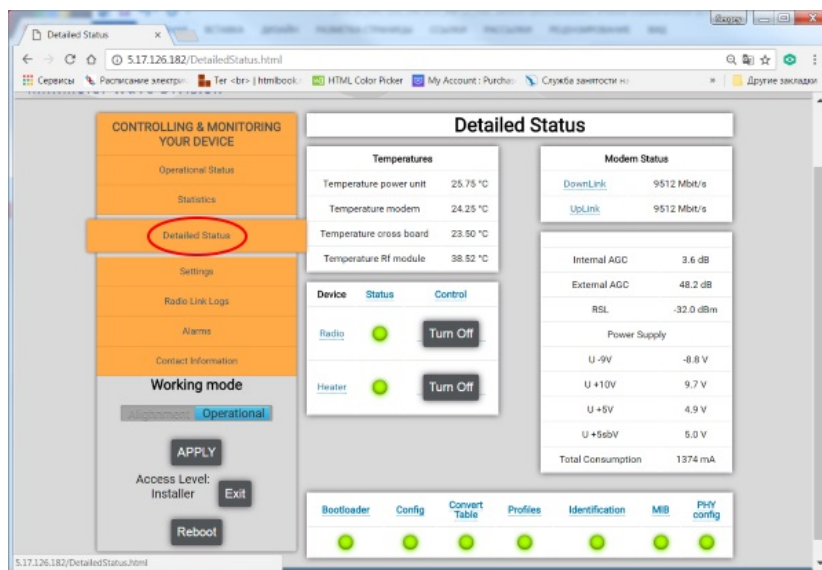 Detailed Status
5.17.126.182/DetailedStatus.html
Сервисы
Расписание электри
Ter <br> | htmlbook.
HTML Color Picker
My Account : Purcha
Служба занятости на
Другие закладки
CONTROLLING & MONITORING
YOUR DEVICE
Operational Status
Statistics
Detailed Status
Settings
Radio Link Logs
Alarms
Contact Information
Working mode
Alignment Operational
APPLY
Access Level:
Installer
Exit
Reboot
Detailed Status
Temperatures
Temperature power unit 25.75 °C
Temperature modem 24.25 °C
Temperature cross board 23.50 °C
Temperature Rf module 38.52 °C
Device Status Control
Radio Turn Off
Heater Turn Off
Modem Status
DownLink 9512 Mbit/s
UpLink 9512 Mbit/s
Internal AGC 3.6 dB
External AGC 48.2 dB
RSL -32.0 dBm
Power Supply
U -9V -8.8 V
U +10V 9.7 V
U +5V 4.9 V
U +5sbV 5.0 V
Total Consumption 1374 mA
Bootloader Config Convert Table Profiles Identification MIB PHY config
5.17.126.182/DetailedStatus.html